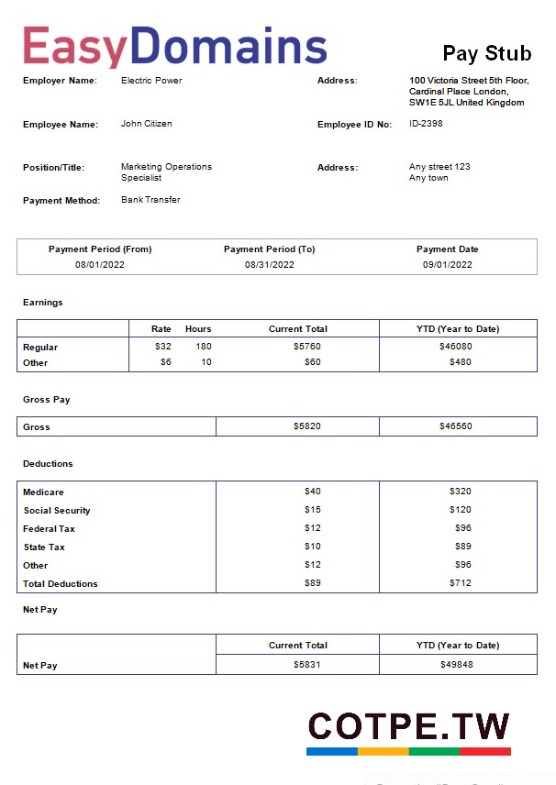 EasyDomains
Pay Stub
Employer Name: Electric Power Address: 100 Victoria Street 5th Floor,
Cardinal Place London,
SW1E 5JL United Kingdom
Employee Name: John Citizen Employee ID No: ID-2398
Position/Title: Marketing Operations Address: Any street 123
Specialist Any town
Payment Method: Bank Transfer
Payment Period (From) Payment Period (To) Payment Date
08/01/2022 08/31/2022 09/01/2022
Earnings
Rate Hours Current Total YTD (Year to Date)
Regular $32 180 $5760 $46080
Other $6 10 $60 $480
Gross Pay
Gross $5820 $46560
Deductions
Medicare $40 $320
Social Security $15 $120
Federal Tax $12 $96
State Tax $10 $89
Other $12 $96
Total Deductions $89 $712
Net Pay
Current Total YTD (Year to Date)
Net Pay $5831 $49848
COTPE.TW